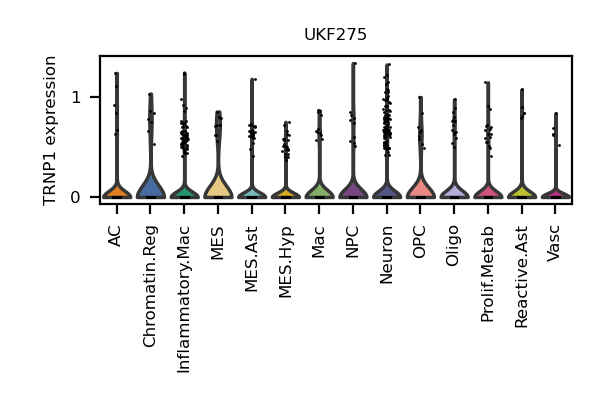 UKF275
TRNP1 expression
1
0
AC
Chromatin.Reg
Inflammatory.Mac
MES
MES.Ast
MES.Hyp
Mac
NPC
Neuron
OPC
Oligo
Prolif.Metab
Reactive.Ast
Vasc